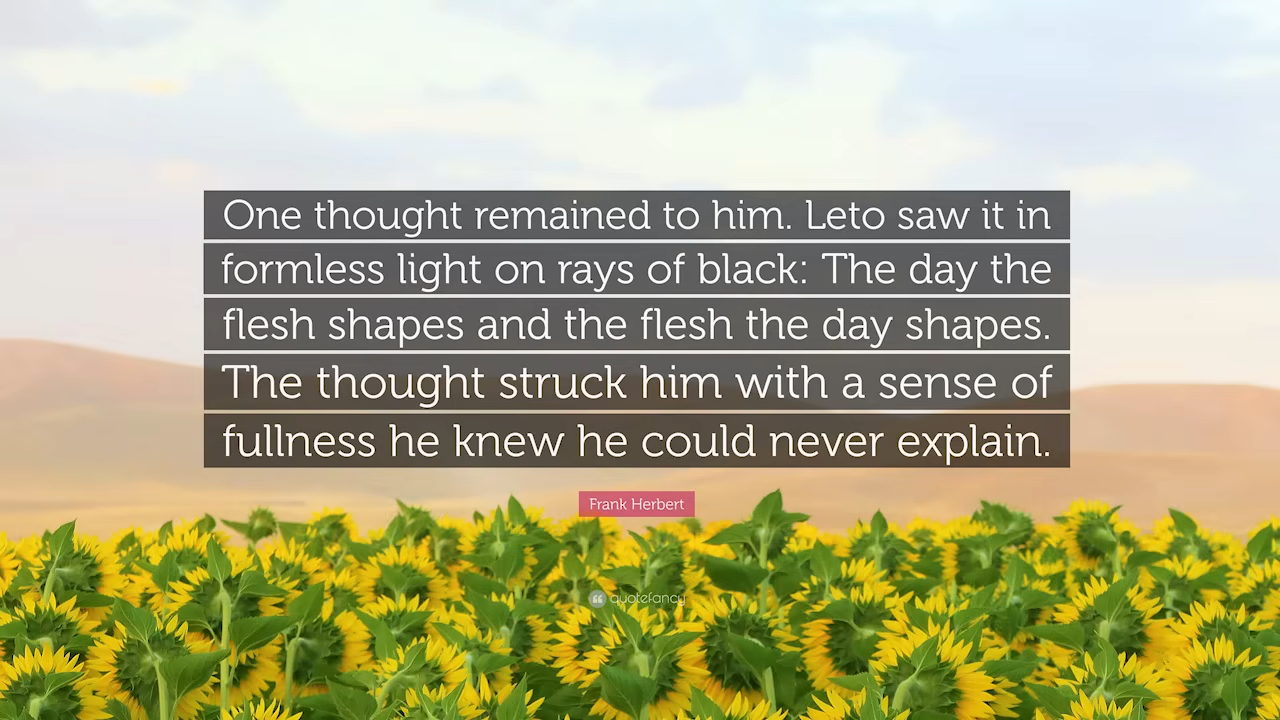 One thought remained to him. Leto saw it in
formless light on rays of black: The day the
flesh shapes and the flesh the day shapes.
The thought struck him with a sense of
fullness he knew he could never explain.
Frank Herbert
quotefancy